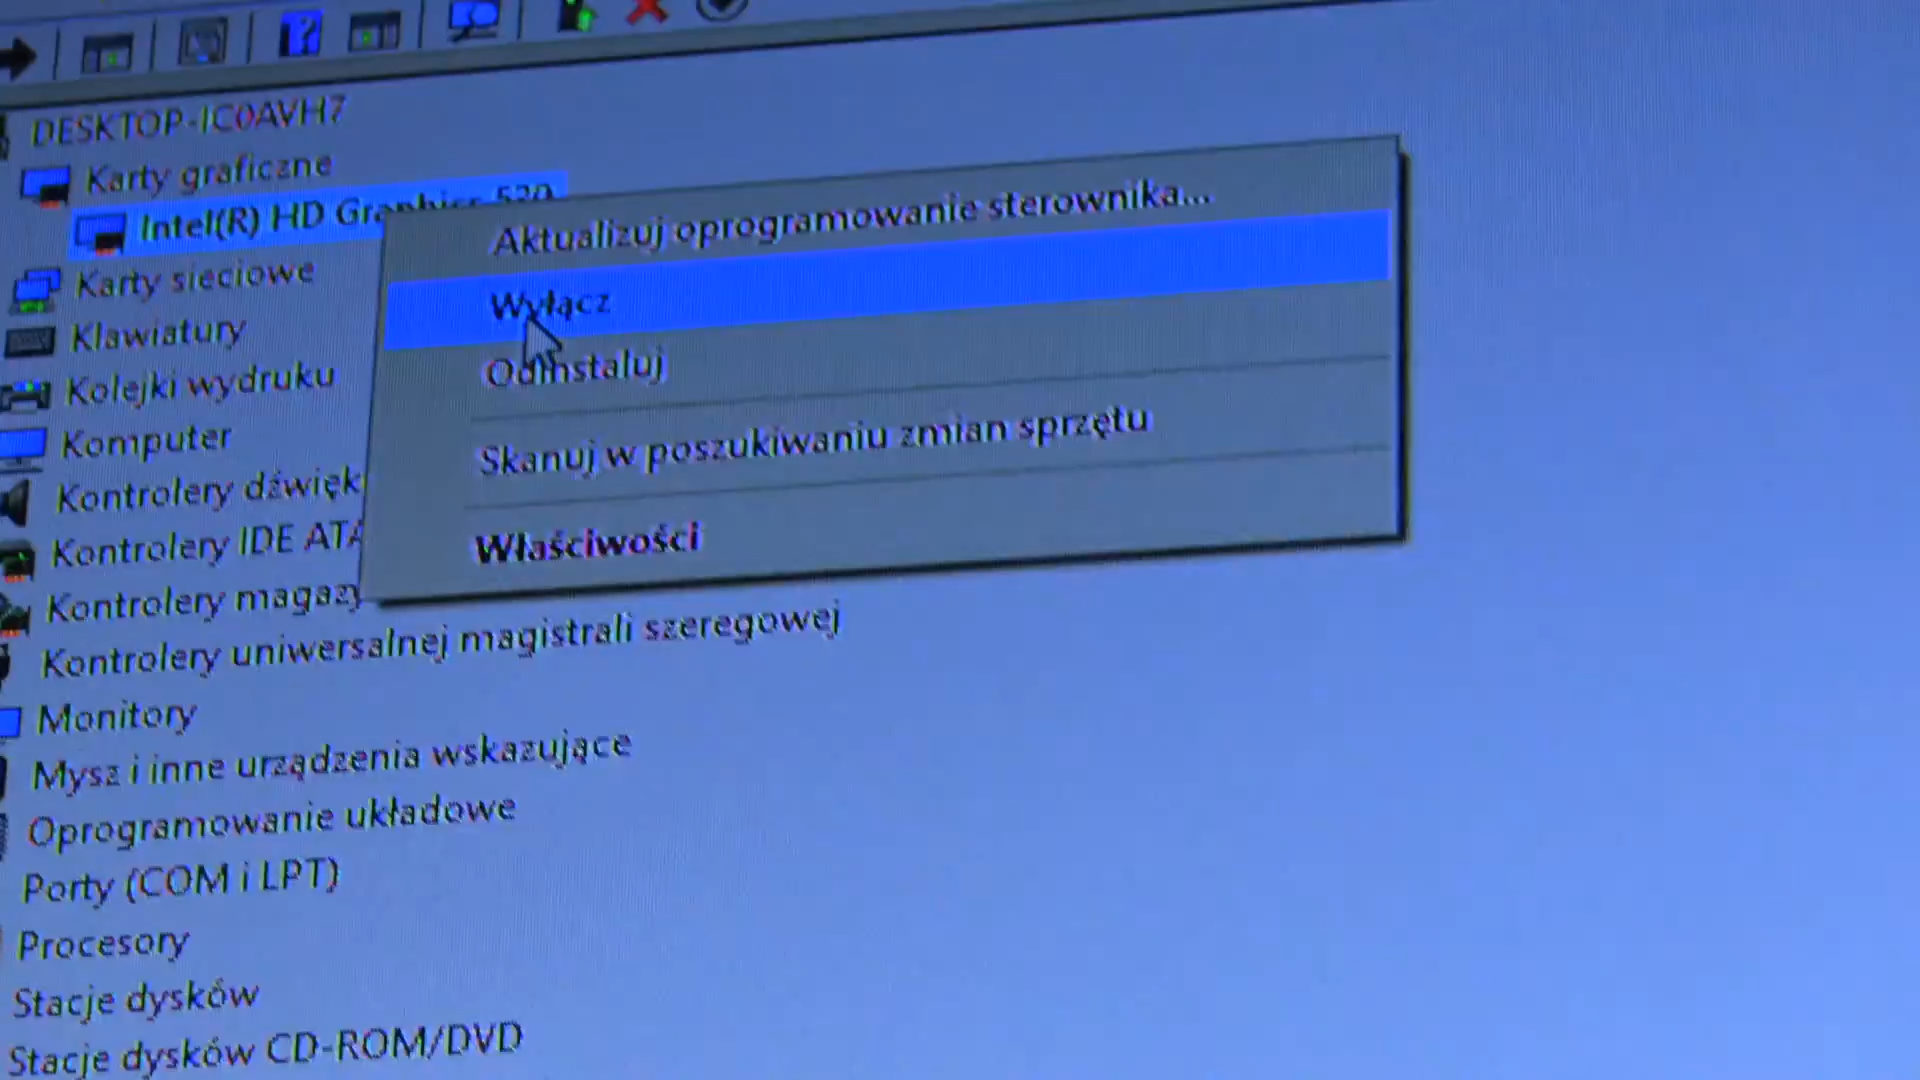 DESKTOP-IC0AVH7
Karty graficzne
Intel(R) HD Graphics 520
Aktualizuj oprogramowanie sterownika...
Wyłącz
Odinstaluj
Skanuj w poszukiwaniu zmian sprzętu
Właściwości
Karty sieciowe
Klawiatury
Kolejki wydruku
Komputer
Kontrolery dźwięk
Kontrolery IDE ATA
Kontrolery magazy
Kontrolery uniwersalnej magistrali szeregowej
Monitory
Mysz i inne urządzenia wskazujące
Oprogramowanie układowe
Porty (COM i LPT)
Procesory
Stacje dysków
Stacje dysków CD-ROM/DVD